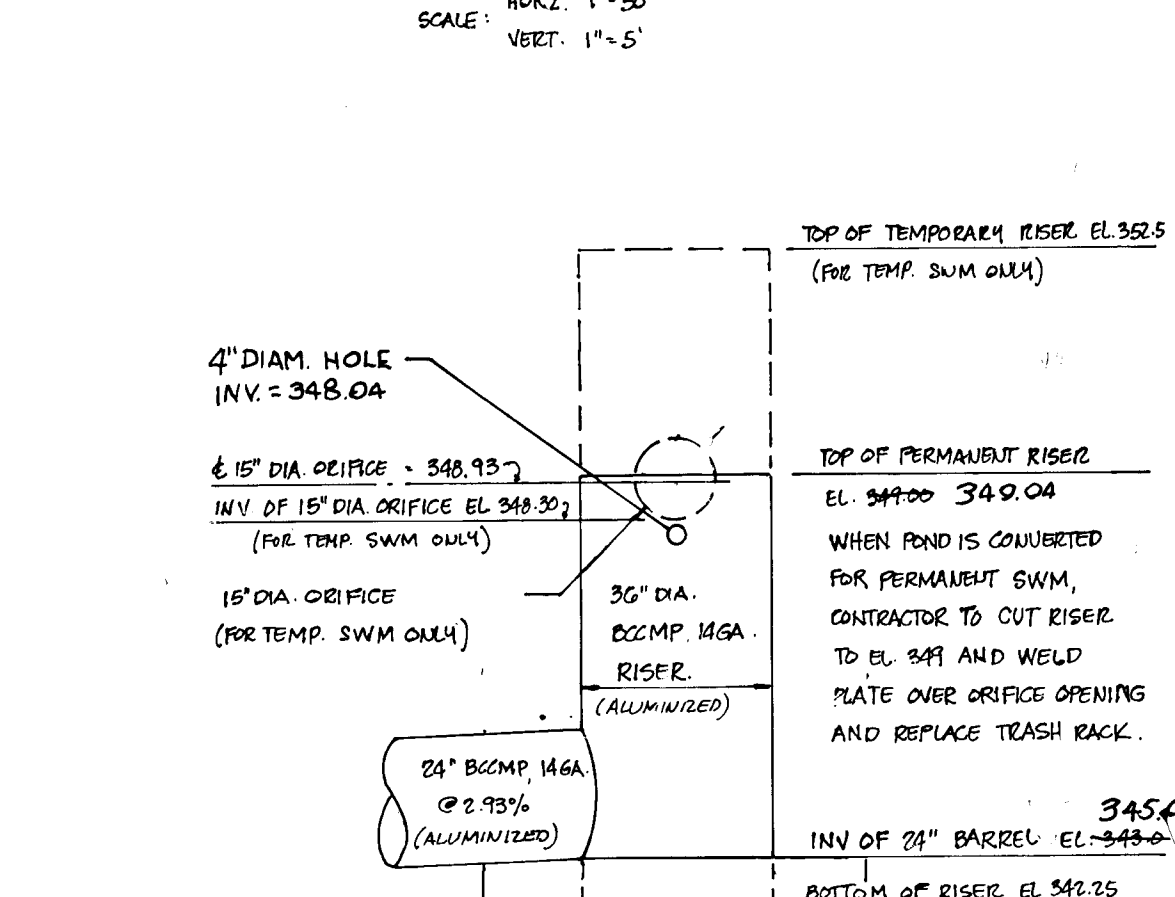 SCALE: HORZ. 1"=50'
VERT. 1"=5'
TOP OF TEMPORARY RISER EL.352.5
(FOR TEMP. SWM ONLY)
4" DIAM. HOLE
INV. = 348.04
℄ 15" DIA. ORIFICE = 348.93
INV OF 15" DIA. ORIFICE EL 348.30
(FOR TEMP. SWM ONLY)
15" DIA. ORIFICE
(FOR TEMP. SWM ONLY)
TOP OF PERMANENT RISER
EL. 349.00 349.04
WHEN POND IS CONVERTED
FOR PERMANENT SWM,
CONTRACTOR TO CUT RISER
TO EL. 349 AND WELD
PLATE OVER ORIFICE OPENING
AND REPLACE TRASH RACK.
36" DIA.
BCCMP, 14GA.
RISER.
(ALUMINIZED)
24" BCCMP, 14GA.
@ 2.93%
(ALUMINIZED)
345.
INV OF 24" BARREL EL. 343.0
BOTTOM OF RISER EL 342.25